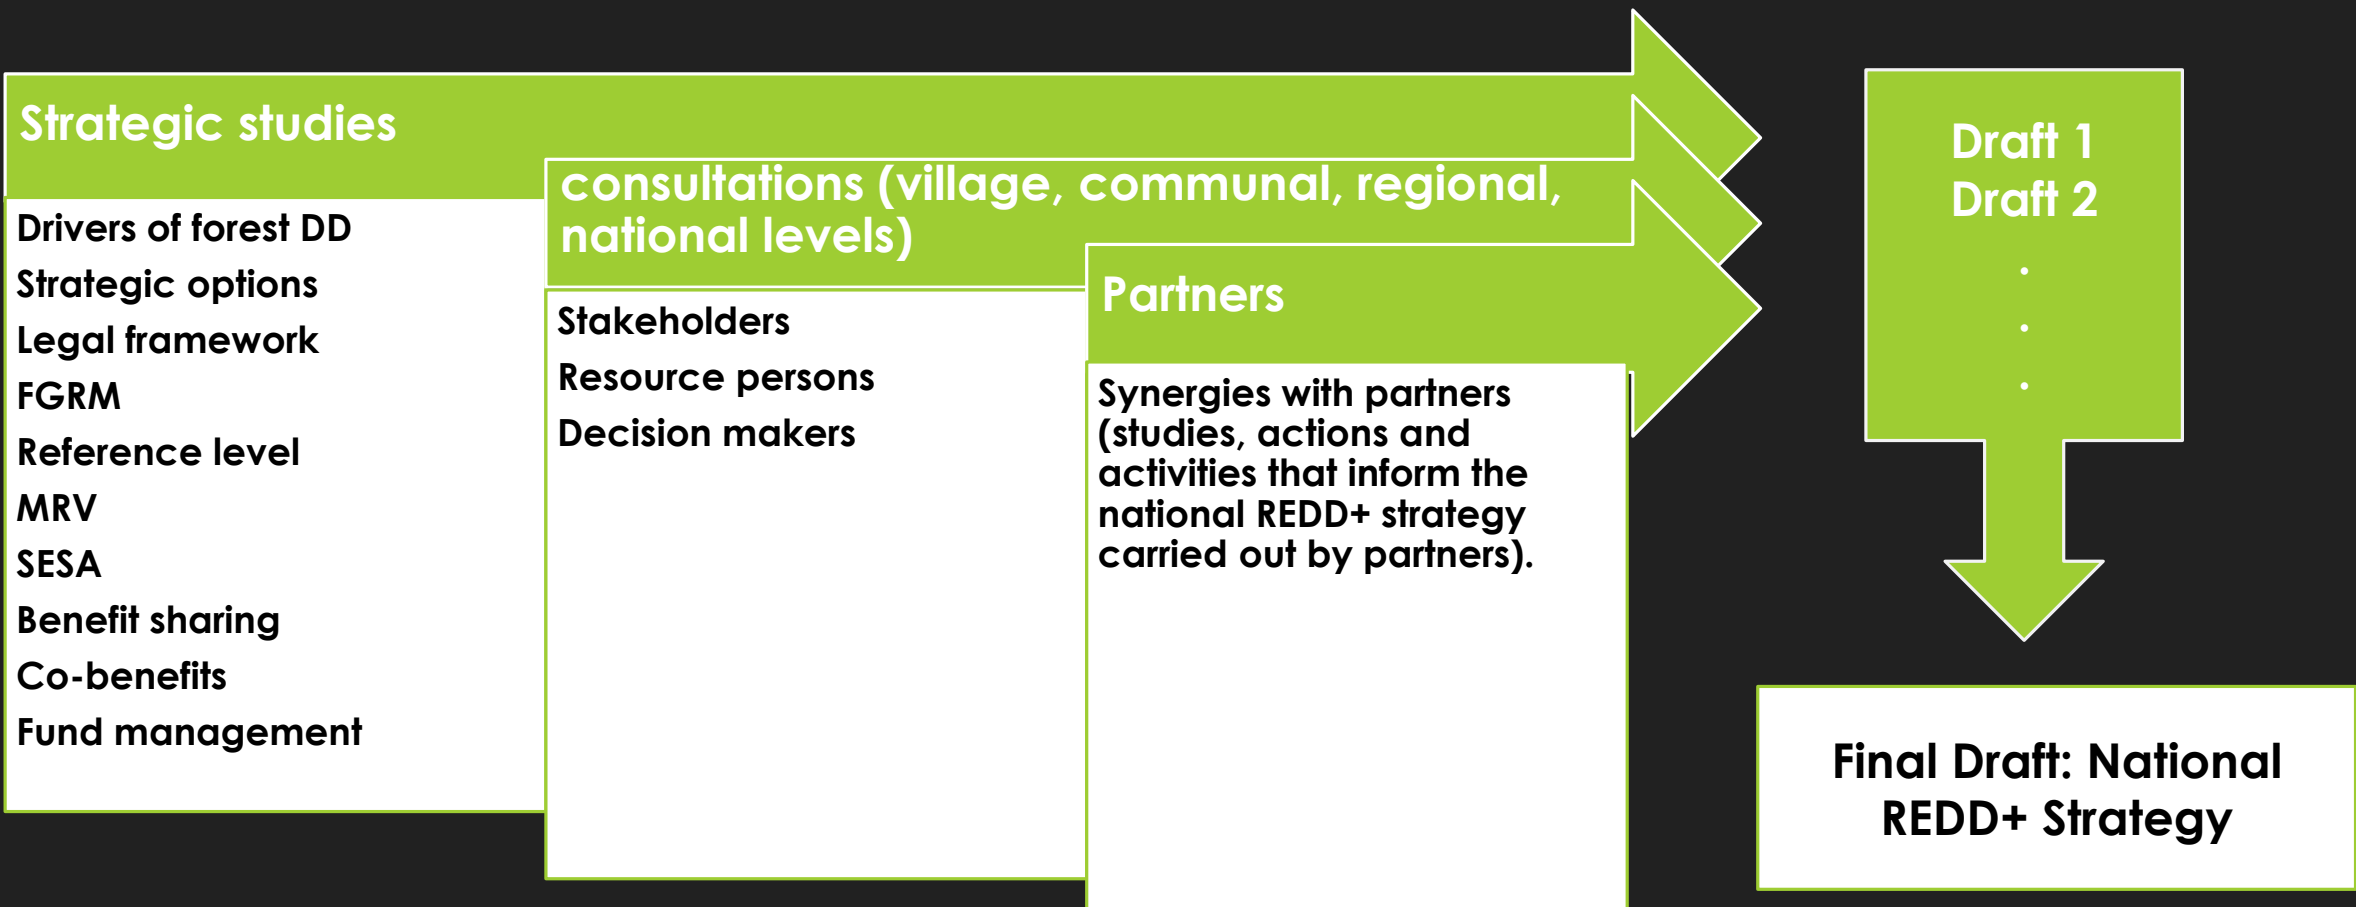 Strategic studies
Drivers of forest DD
Strategic options
Legal framework
FGRM
Reference level
MRV
SESA
Benefit sharing
Co-benefits
Fund management
consultations (village, communal, regional,
national levels)
Stakeholders
Resource persons
Decision makers
Partners
Synergies with partners
(studies, actions and
activities that inform the
national REDD+ strategy
carried out by partners).
Draft 1
Draft 2
.
.
.
Final Draft: National
REDD+ Strategy